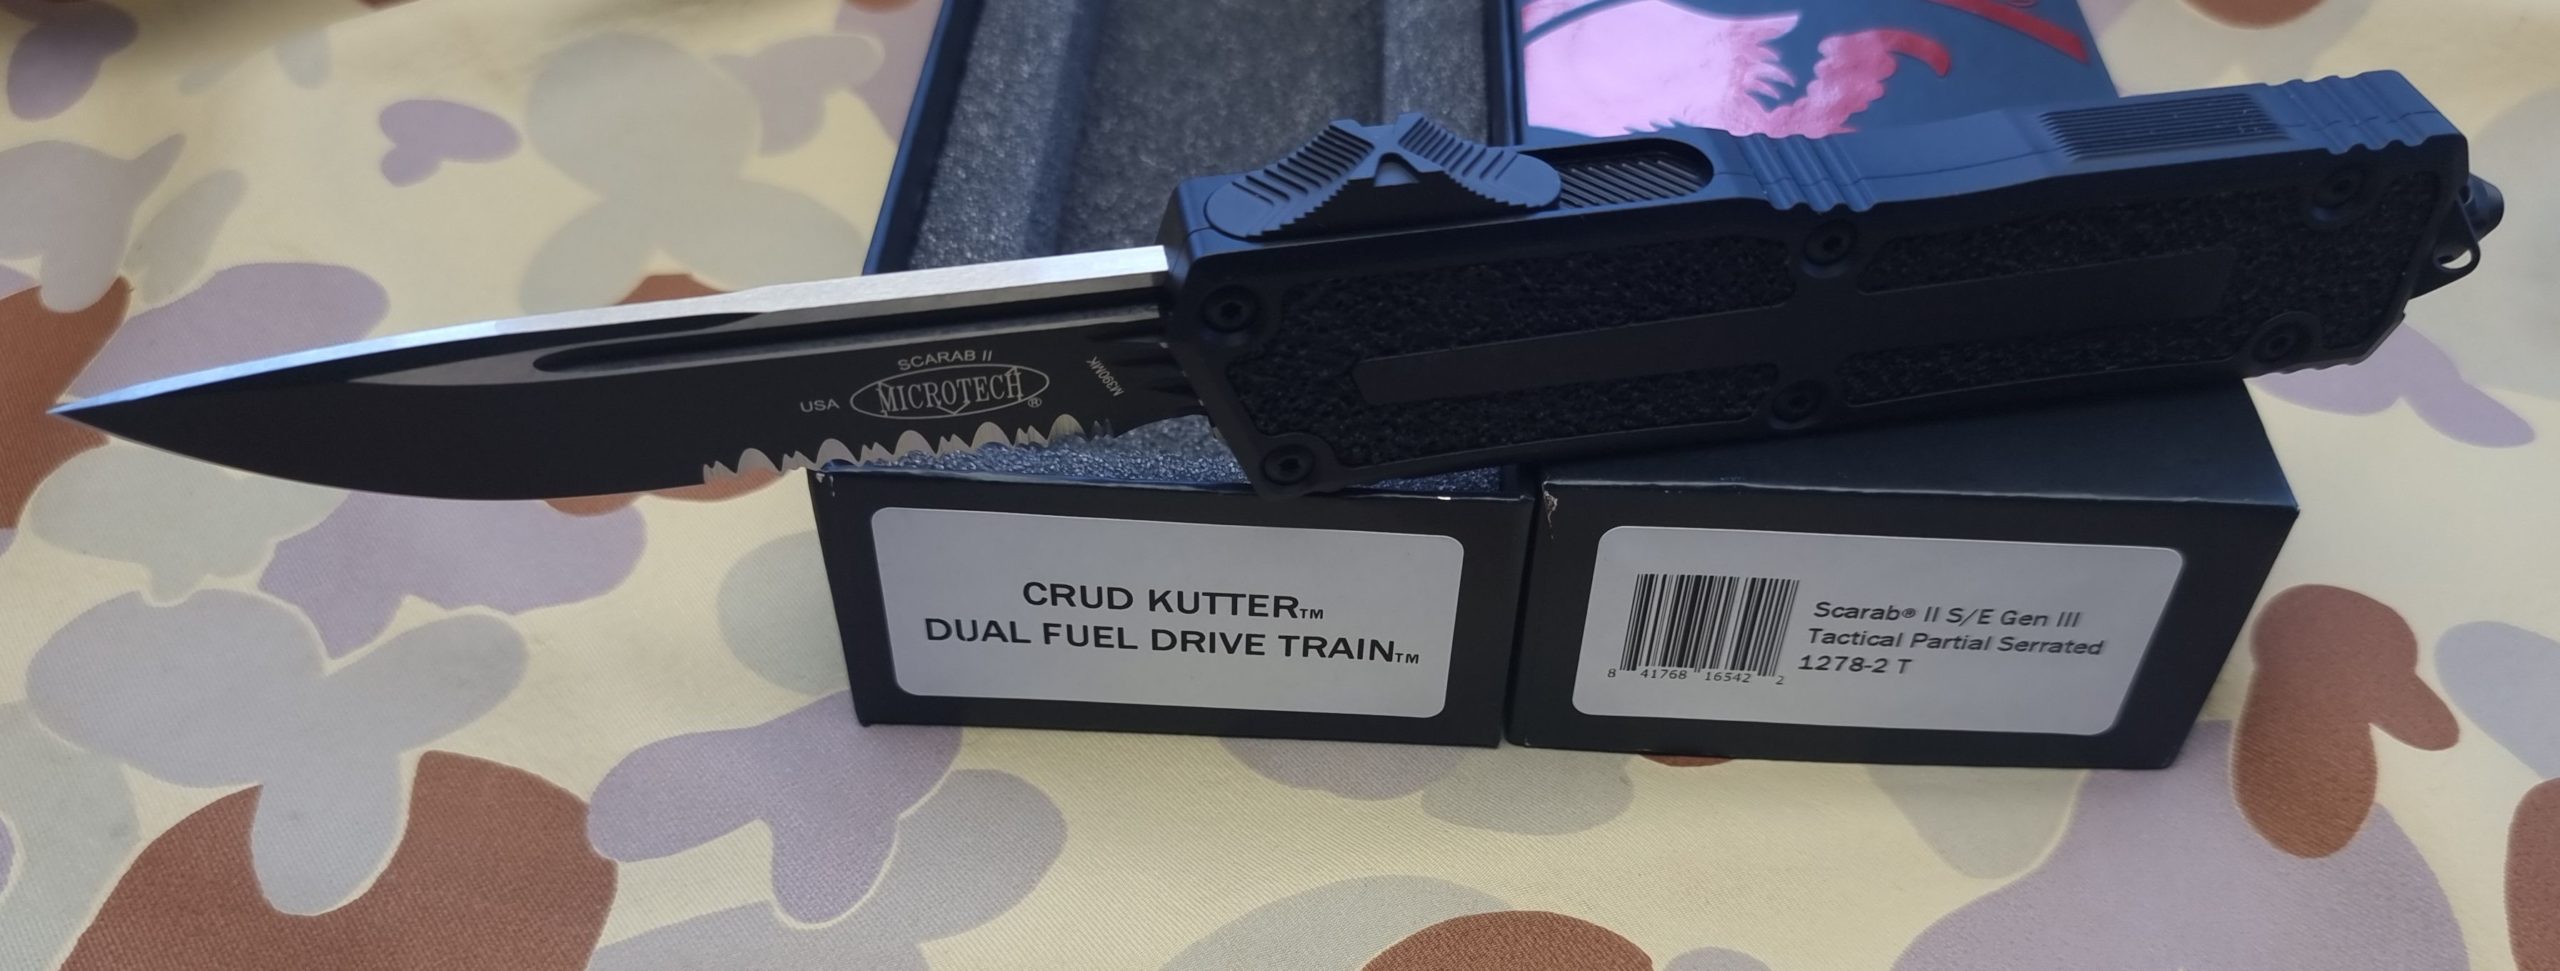 SCARAB II
USA MICROTECH®
M390MK
CRUD KUTTER™
DUAL FUEL DRIVE TRAIN™
Scarab® II S/E Gen III
Tactical Partial Serrated
1278-2 T
8 41768 16542 2